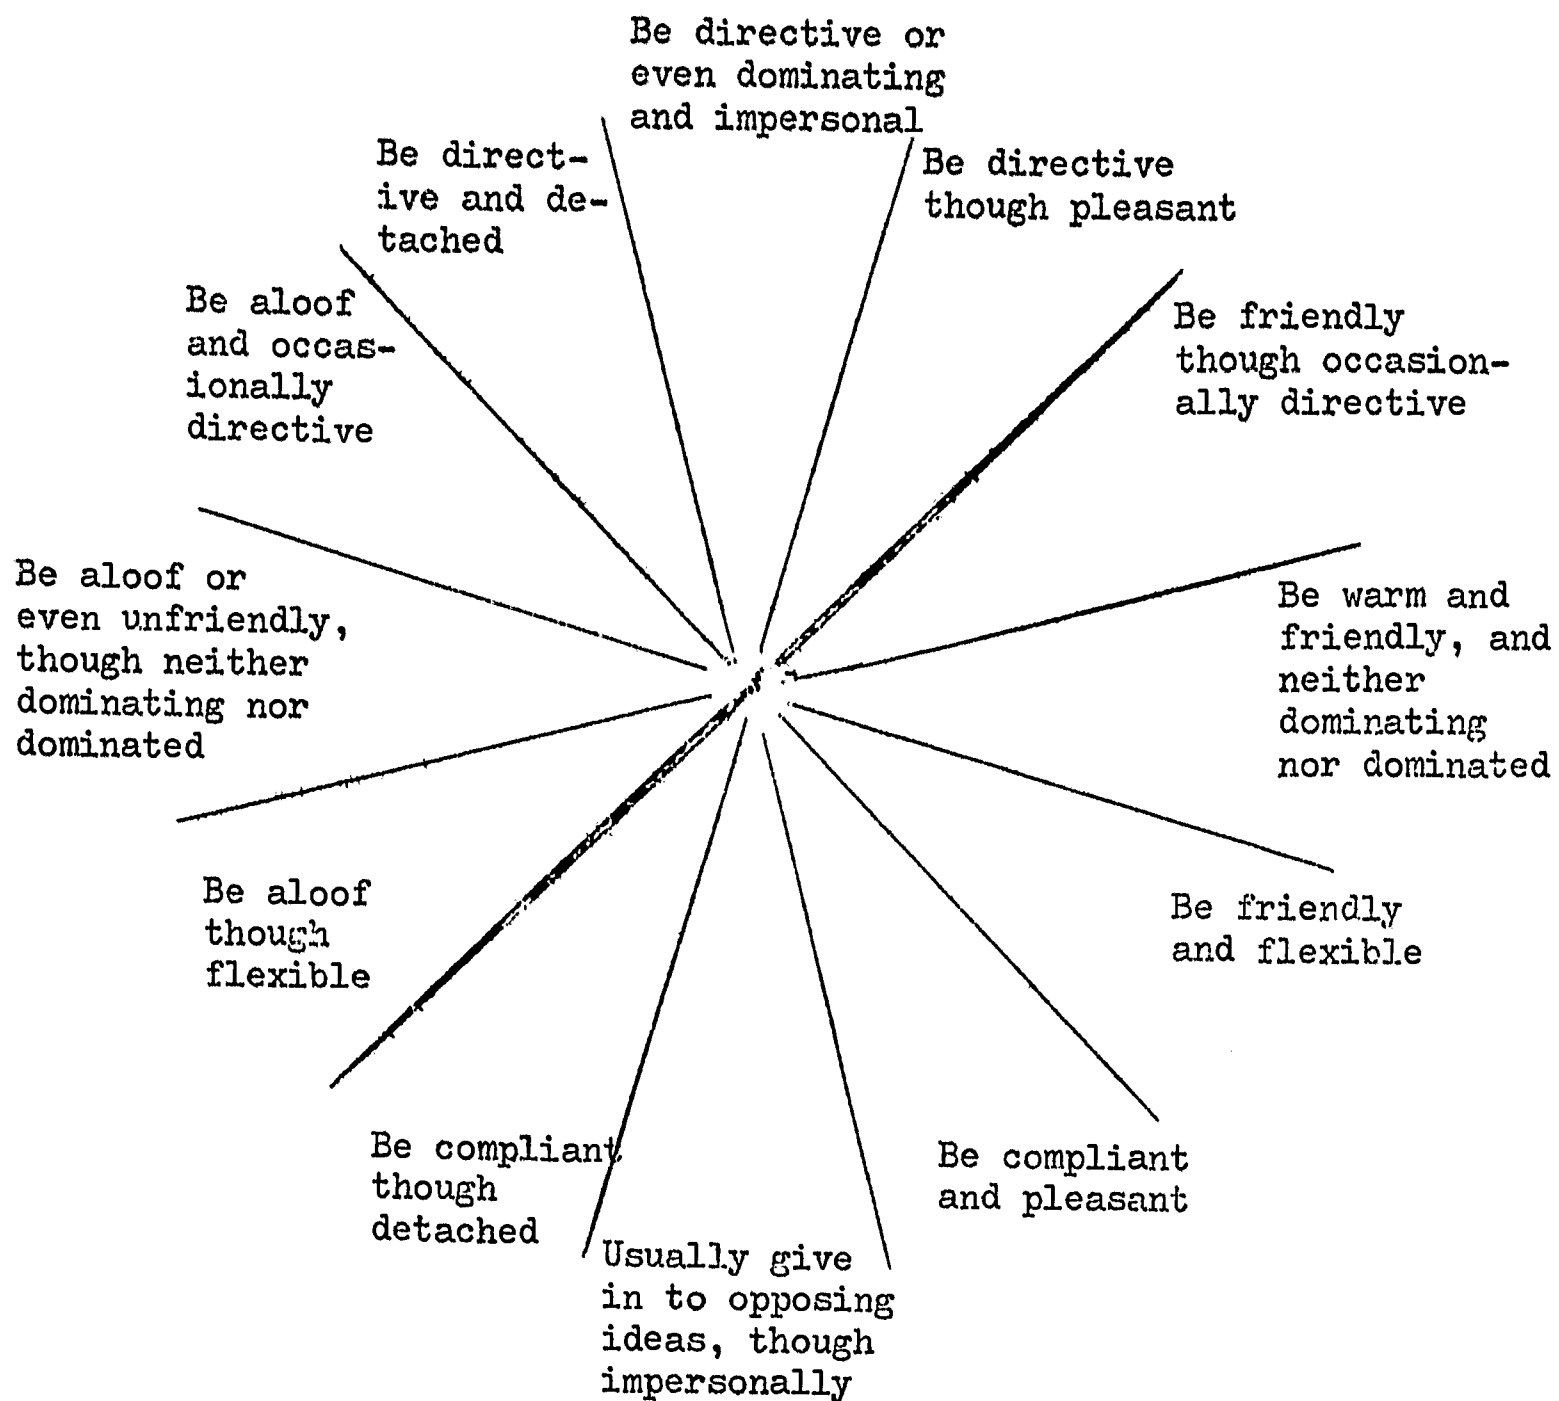 Be directive or
even dominating
and impersonal
Be directive
though pleasant
Be friendly
though occasion-
ally directive
Be warm and
friendly, and
neither
dominating
nor dominated
Be friendly
and flexible
Be compliant
and pleasant
Usually give
in to opposing
ideas, though
impersonally
Be compliant
though
detached
Be aloof
though
flexible
Be aloof or
even unfriendly,
though neither
dominating nor
dominated
Be aloof
and occas-
ionally
directive
Be direct-
ive and de-
tached